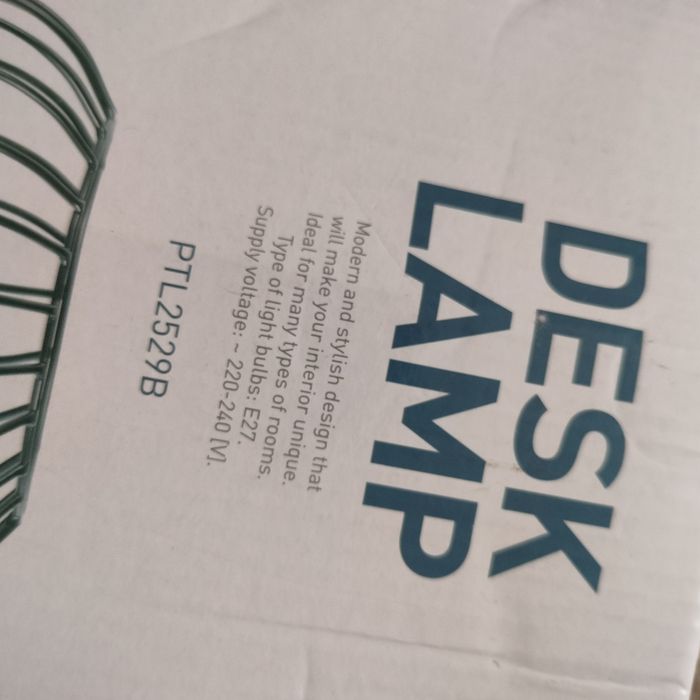 DESK
LAMP
Modern and stylish design that
will make your interior unique.
Ideal for many types of rooms.
Type of light bulbs: E27.
Supply voltage: ~ 220-240 [V].
PTL2529B